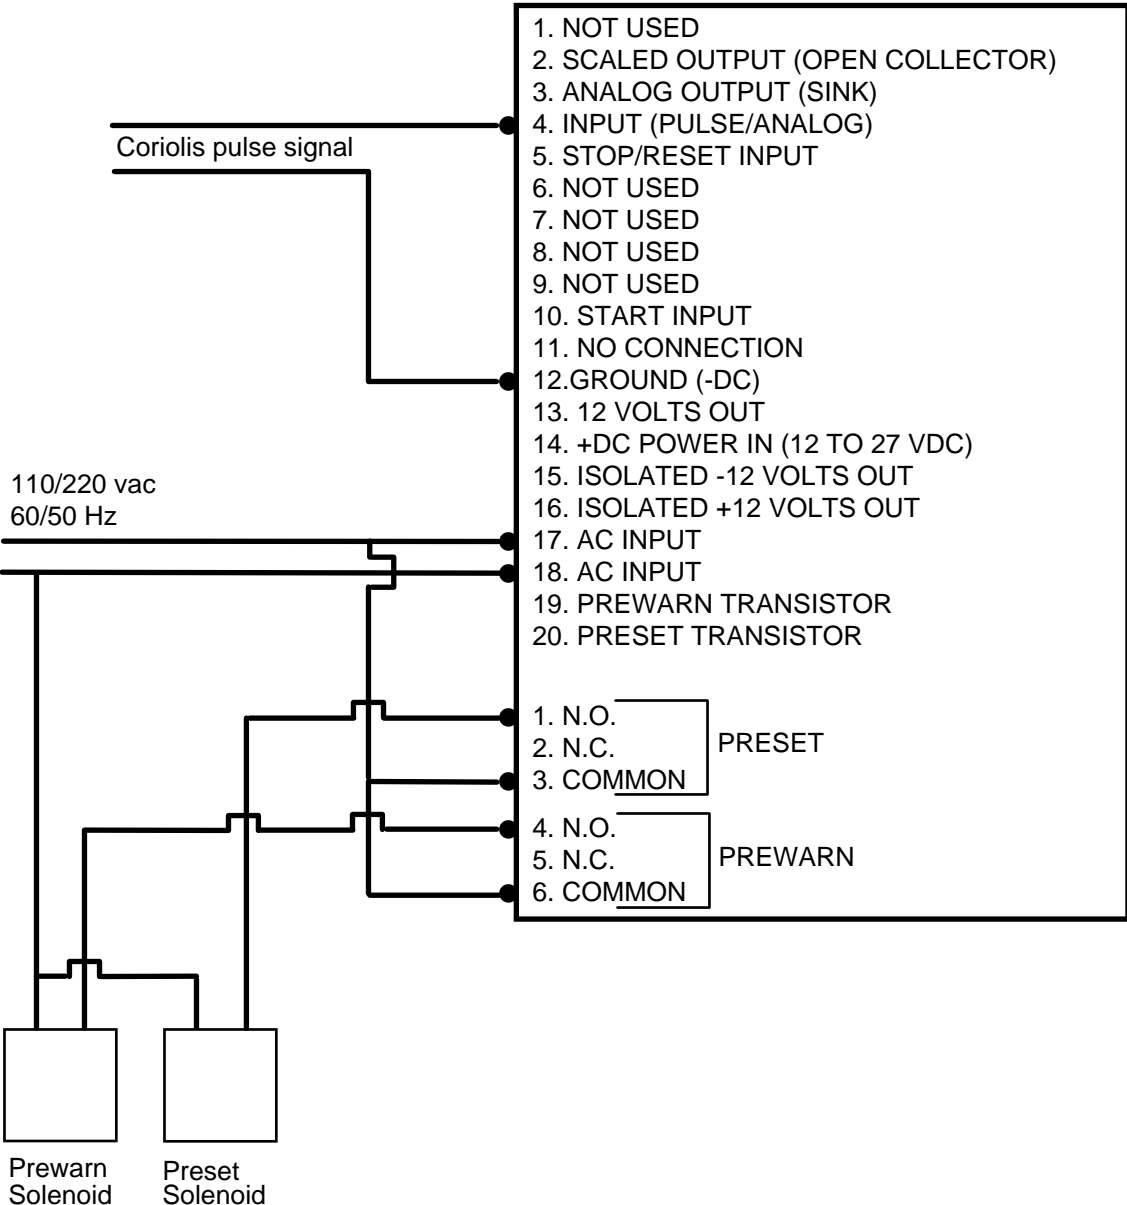 1. NOT USED
2. SCALED OUTPUT (OPEN COLLECTOR)
3. ANALOG OUTPUT (SINK)
4. INPUT (PULSE/ANALOG)
Coriolis pulse signal
5. STOP/RESET INPUT
6. NOT USED
7. NOT USED
8. NOT USED
9. NOT USED
10. START INPUT
11. NO CONNECTION
12.GROUND (-DC)
13. 12 VOLTS OUT
14. +DC POWER IN (12 TO 27 VDC)
15. ISOLATED -12 VOLTS OUT
16. ISOLATED +12 VOLTS OUT
110/220 vac
60/50 Hz
17. AC INPUT
18. AC INPUT
19. PREWARN TRANSISTOR
20. PRESET TRANSISTOR
1. N.O.
2. N.C.
3. COMMON
PRESET
4. N.O.
5. N.C.
6. COMMON
PREWARN
Prewarn
Solenoid
Preset
Solenoid